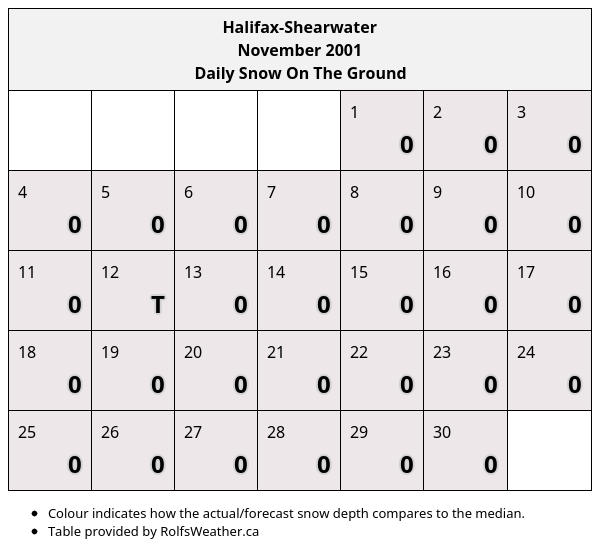 Halifax-Shearwater
November 2001
Daily Snow On The Ground
1 2 3
0 0 0
4 5 6 7 8 9 10
0 0 0 0 0 0 0
11 12 13 14 15 16 17
0 T 0 0 0 0 0
18 19 20 21 22 23 24
0 0 0 0 0 0 0
25 26 27 28 29 30
0 0 0 0 0 0
• Colour indicates how the actual/forecast snow depth compares to the median.
• Table provided by RolfsWeather.ca